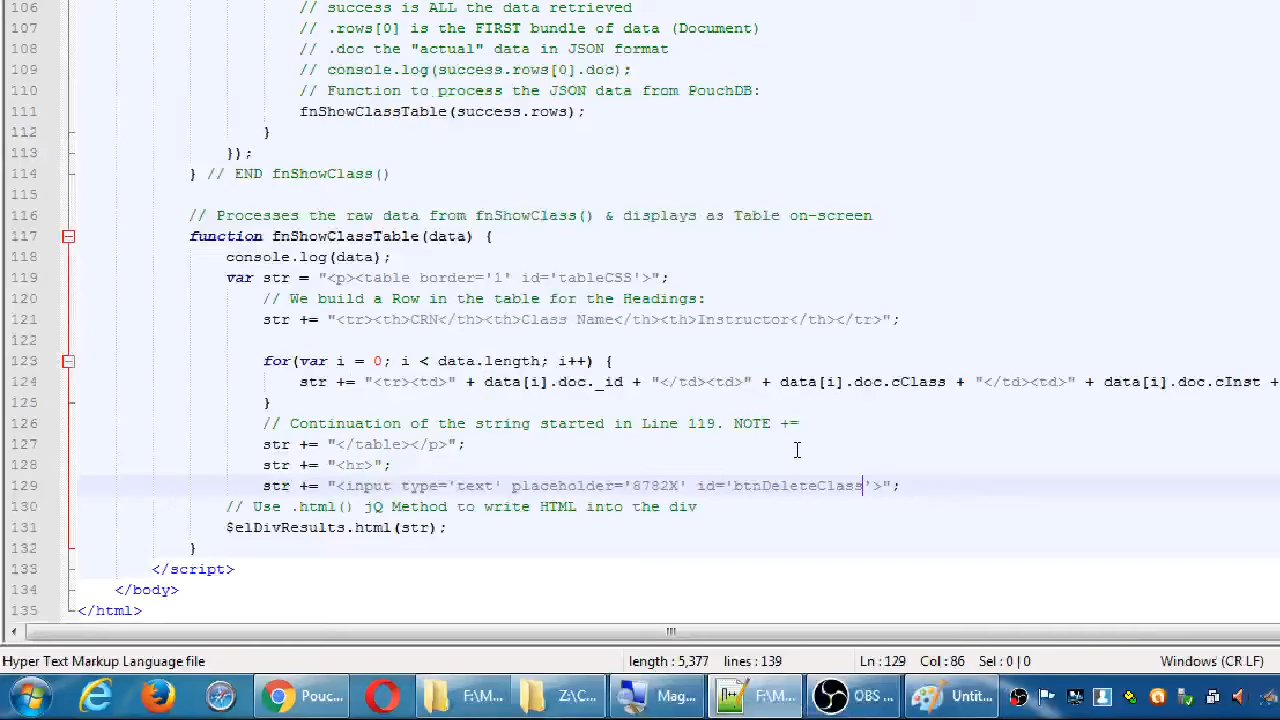 106 // success is ALL the data retrieved
107 // .rows[0] is the FIRST bundle of data (Document)
108 // .doc the "actual" data in JSON format
109 // console.log(success.rows[0].doc);
110 // Function to process the JSON data from PouchDB:
111 fnShowClassTable(success.rows);
112 }
113 });
114 } // END fnShowClass()
115
116 // Processes the raw data from fnShowClass() & displays as Table on-screen
117 function fnShowClassTable(data) {
118 console.log(data);
119 var str = "<p><table border='1' id='tableCSS'>";
120 // We build a Row in the table for the Headings:
121 str += "<tr><th>CRN</th><th>Class Name</th><th>Instructor</th></tr>";
122
123 for(var i = 0; i < data.length; i++) {
124 str += "<tr><td>" + data[i].doc._id + "</td><td>" + data[i].doc.cClass + "</td><td>" + data[i].doc.cInst +
125 }
126 // Continuation of the string started in Line 119. NOTE +=
127 str += "</table></p>";
128 str += "<hr>";
129 str += "<input type='text' placeholder='8782X' id='btnDeleteClass'>";
130 // Use .html() jQ Method to write HTML into the div
131 $elDivResults.html(str);
132 }
133 </script>
134 </body>
135 </html>
Hyper Text Markup Language file length : 5,377 lines : 139 Ln : 129 Col : 86 Sel : 0 | 0 Windows (CR LF)
Pouc... F:\M... Z:\C... Mag... F:\M... OBS ... Untit...